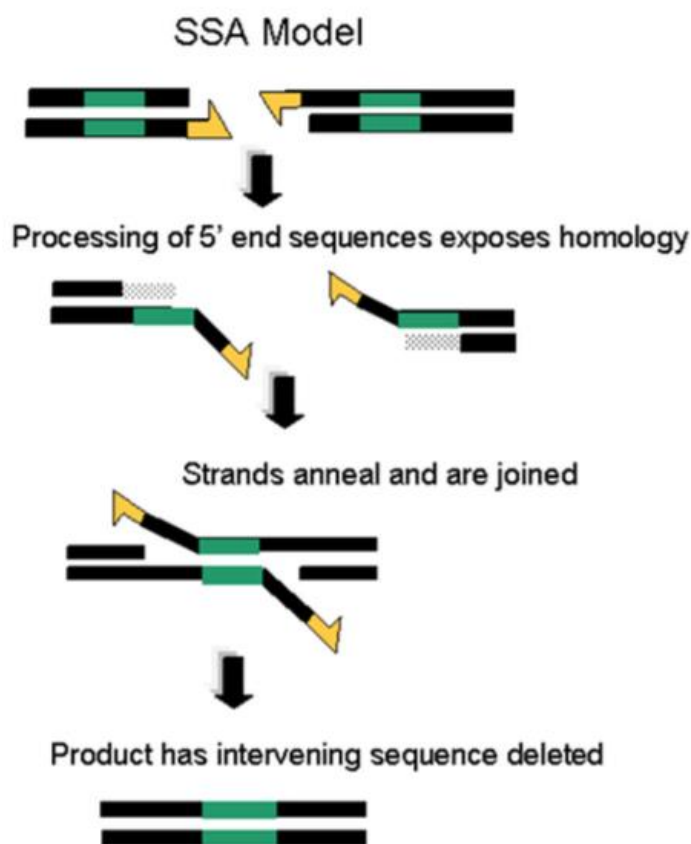 SSA Model
Processing of 5' end sequences exposes homology
Strands anneal and are joined
Product has intervening sequence deleted